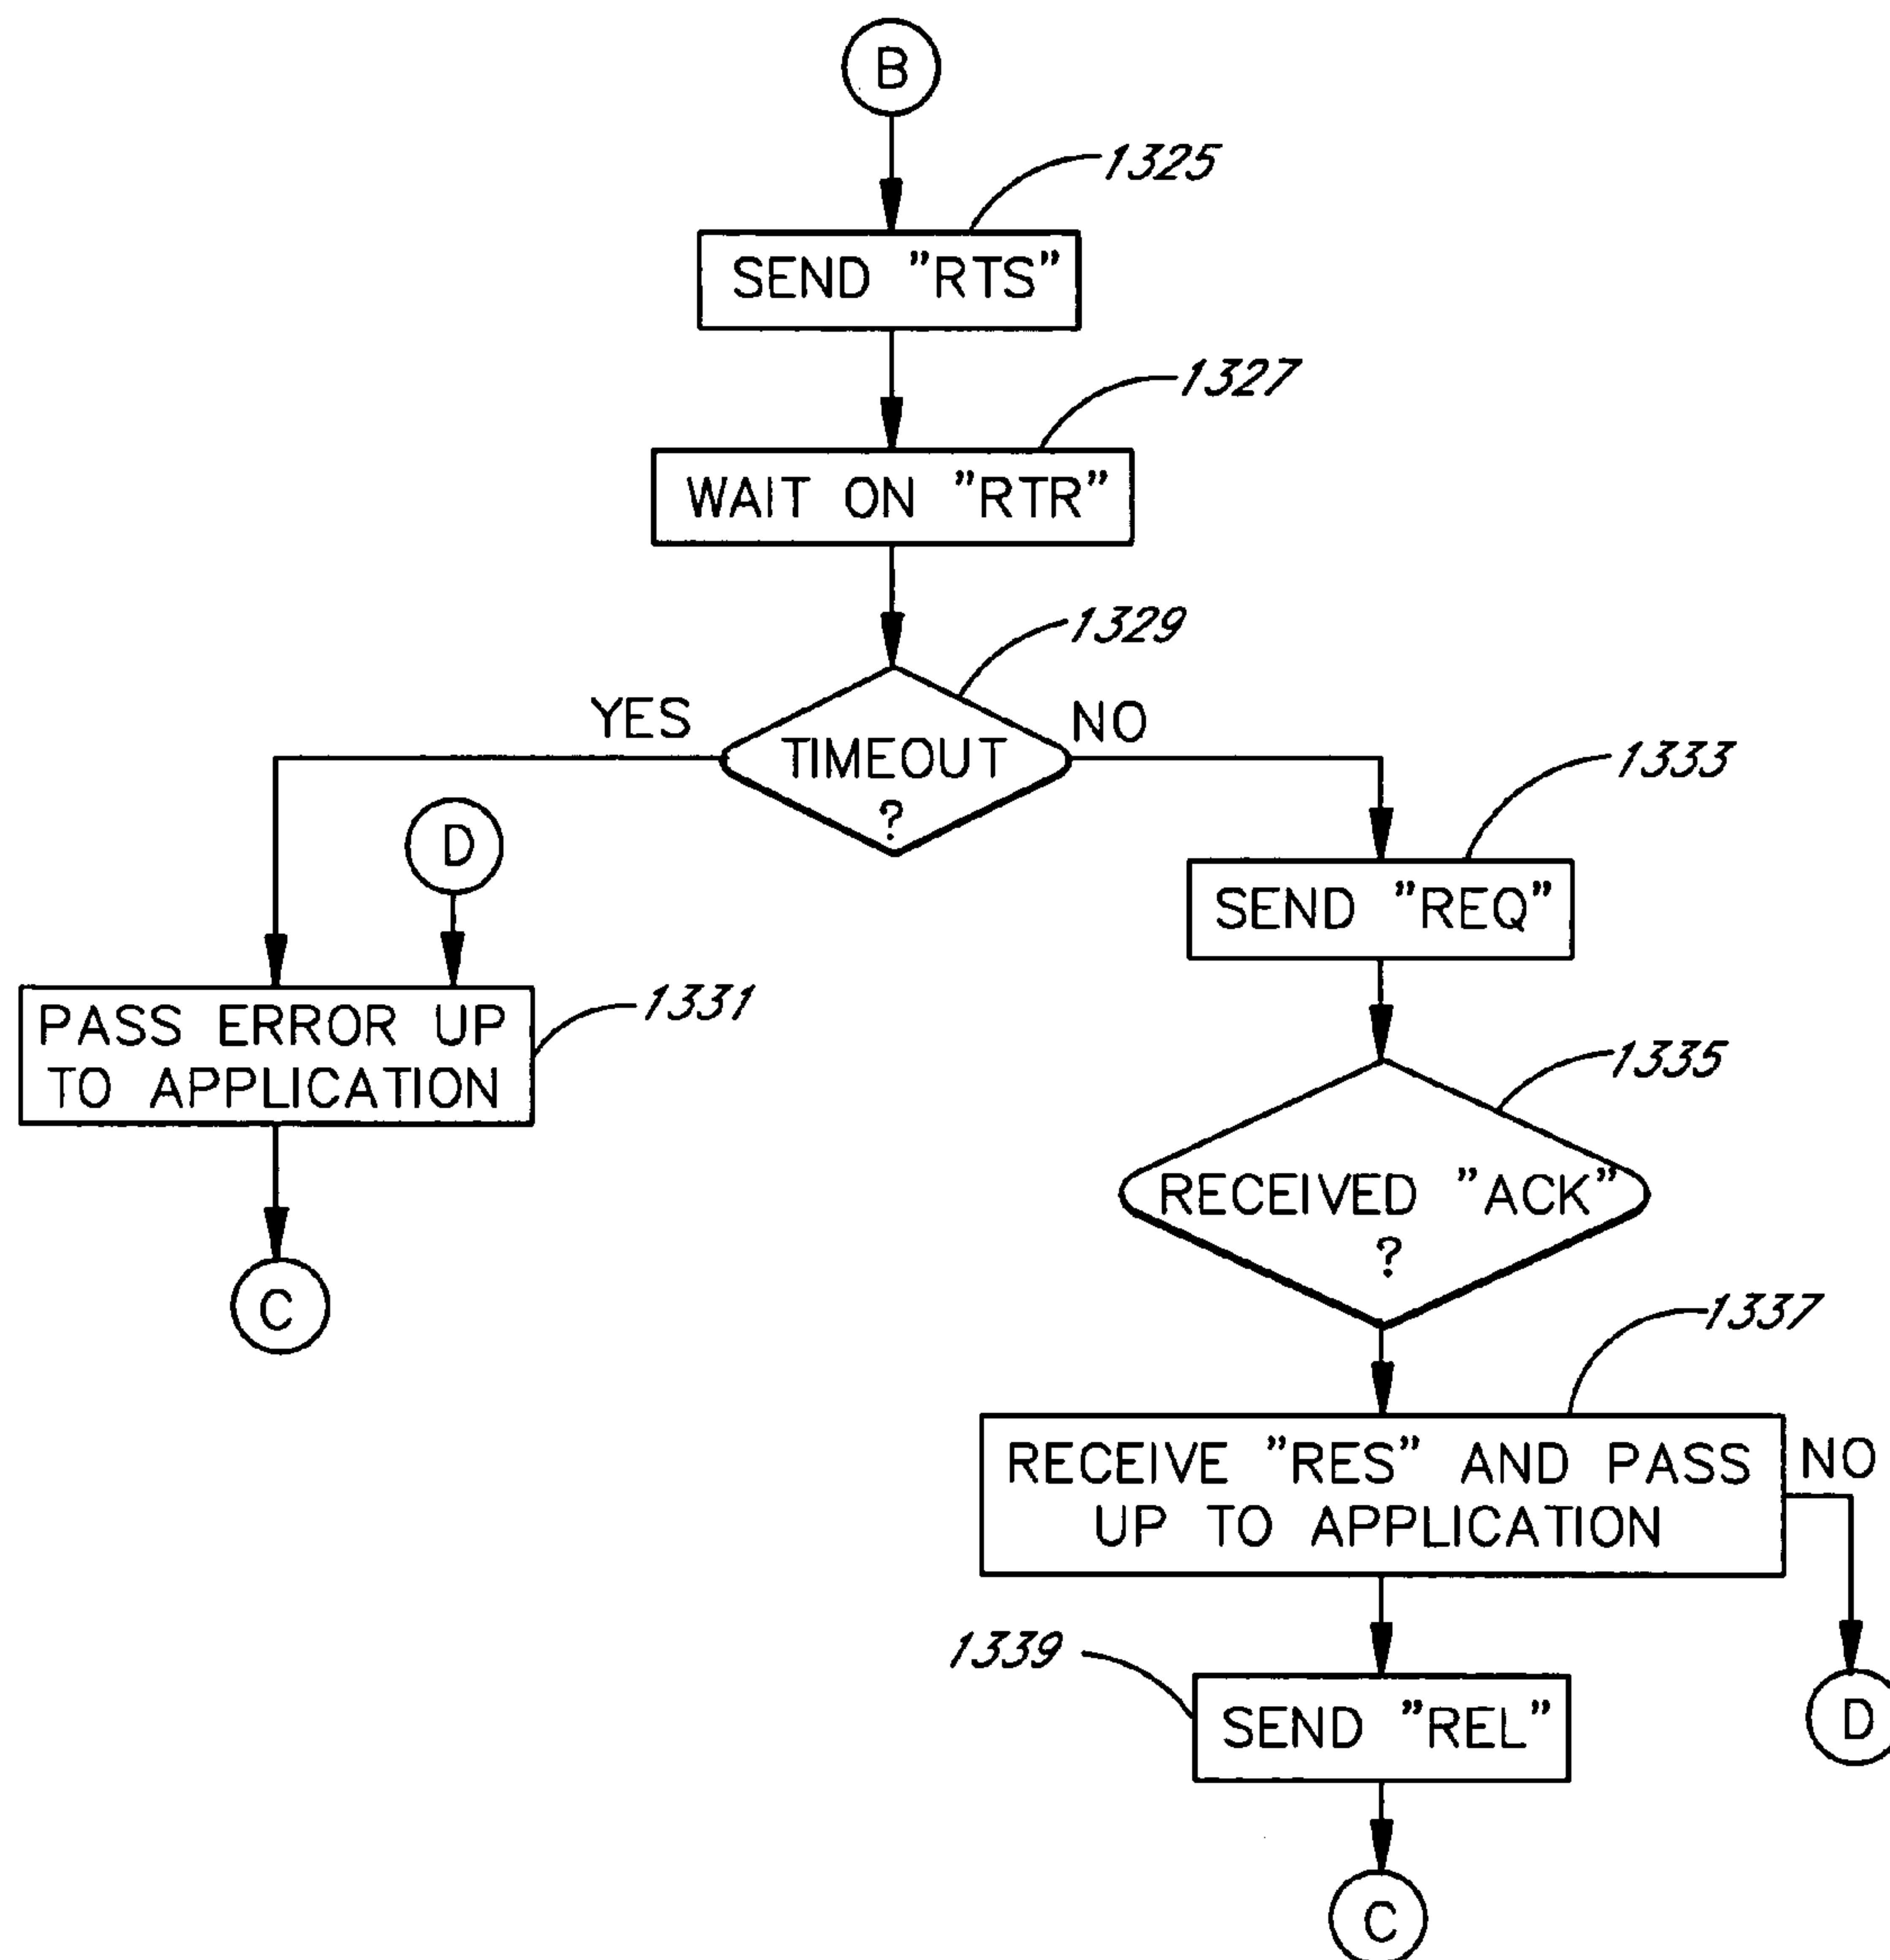 B
1325
SEND "RTS"
1327
WAIT ON "RTR"
1329
YES
NO
TIMEOUT
?
1333
D
SEND "REQ"
1331
PASS ERROR UP
TO APPLICATION
1335
RECEIVED "ACK"
?
C
1337
RECEIVE "RES" AND PASS
UP TO APPLICATION
NO
1339
SEND "REL"
D
C